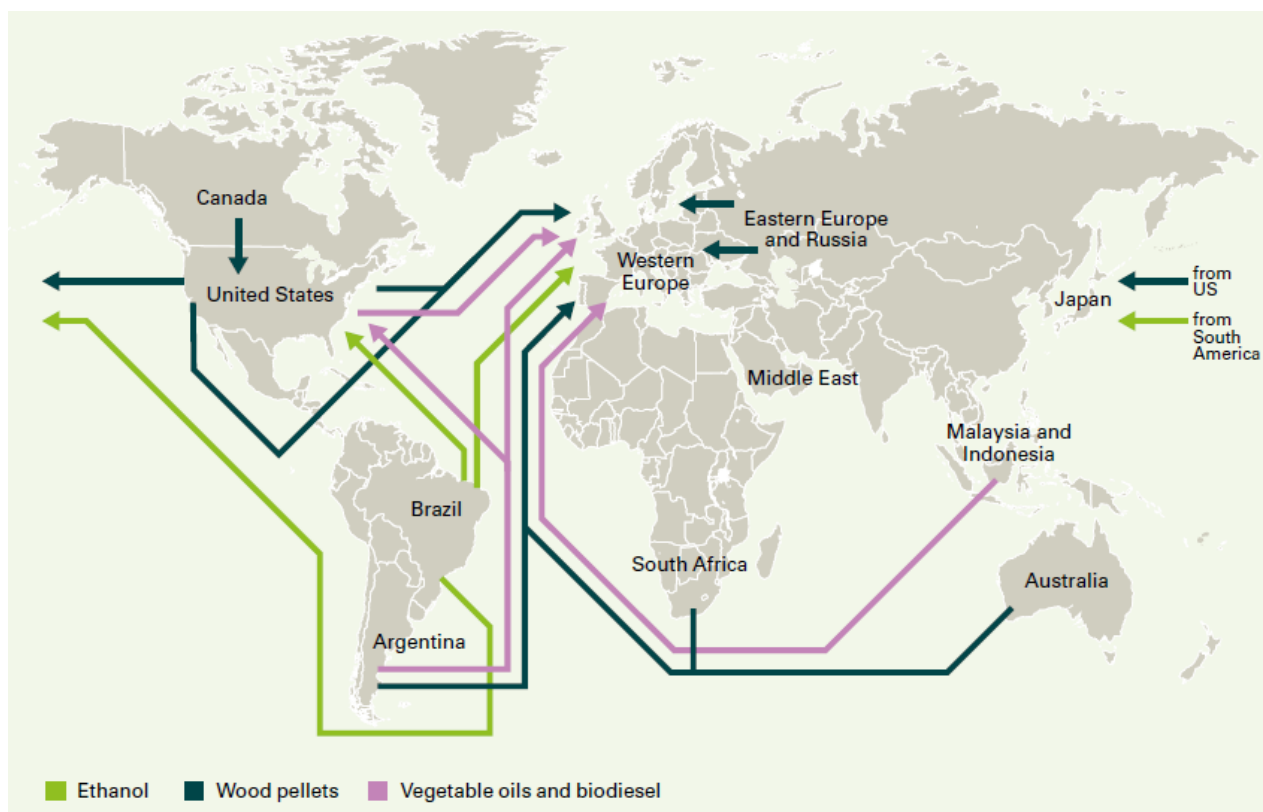 Canada
United States
Eastern Europe
and Russia
Western
Europe
Japan
from
US
from
South
America
Middle East
Malaysia and
Indonesia
Brazil
South Africa
Australia
Argentina
Ethanol
Wood pellets
Vegetable oils and biodiesel